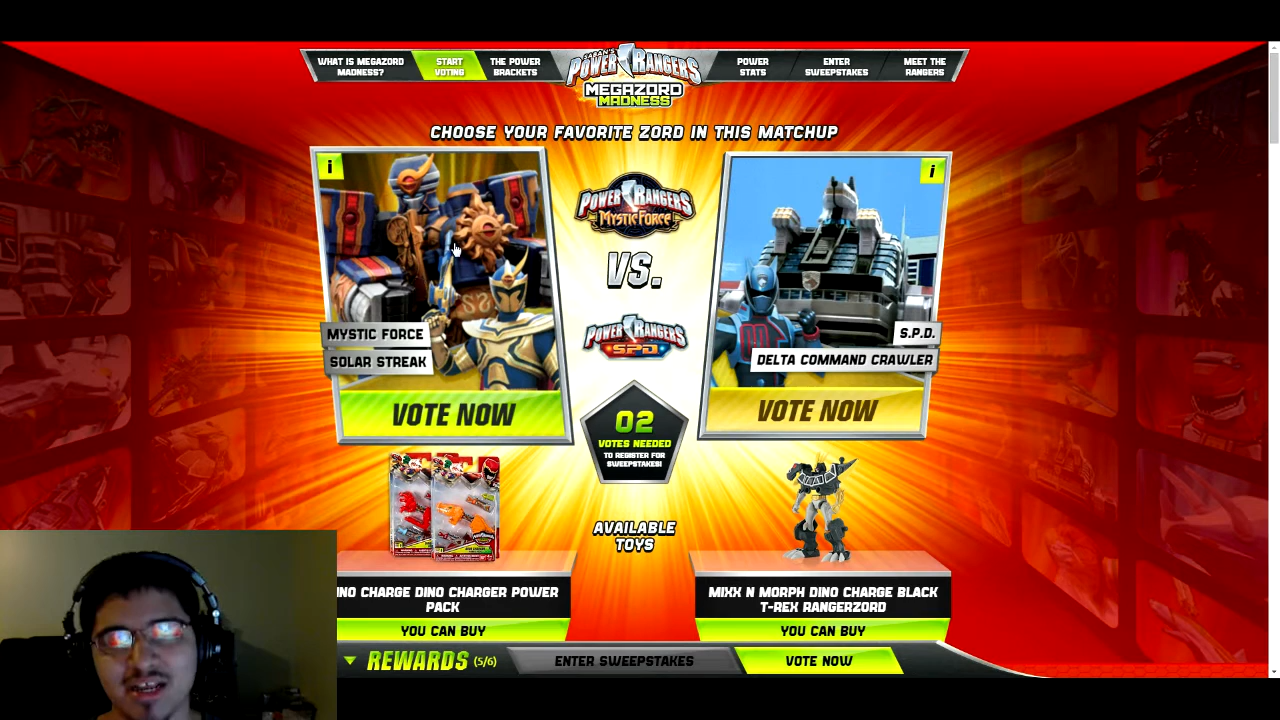 WHAT IS MEGAZORD
MADNESS?
START
VOTING
THE POWER
BRACKETS
SABAN'S
POWER RANGERS
MEGAZORD
MADNESS
POWER
STATS
ENTER
SWEEPSTAKES
MEET THE
RANGERS
CHOOSE YOUR FAVORITE ZORD IN THIS MATCHUP
i
i
POWER RANGERS
MYSTIC FORCE
VS.
POWER RANGERS
S.P.D.
MYSTIC FORCE
SOLAR STREAK
S.P.D.
DELTA COMMAND CRAWLER
VOTE NOW
VOTE NOW
02
VOTES NEEDED
TO REGISTER FOR
SWEEPSTAKES!
AVAILABLE
TOYS
INO CHARGE DINO CHARGER POWER
PACK
YOU CAN BUY
MIXX N MORPH DINO CHARGE BLACK
T-REX RANGERZORD
YOU CAN BUY
REWARDS (5/6)
ENTER SWEEPSTAKES
VOTE NOW